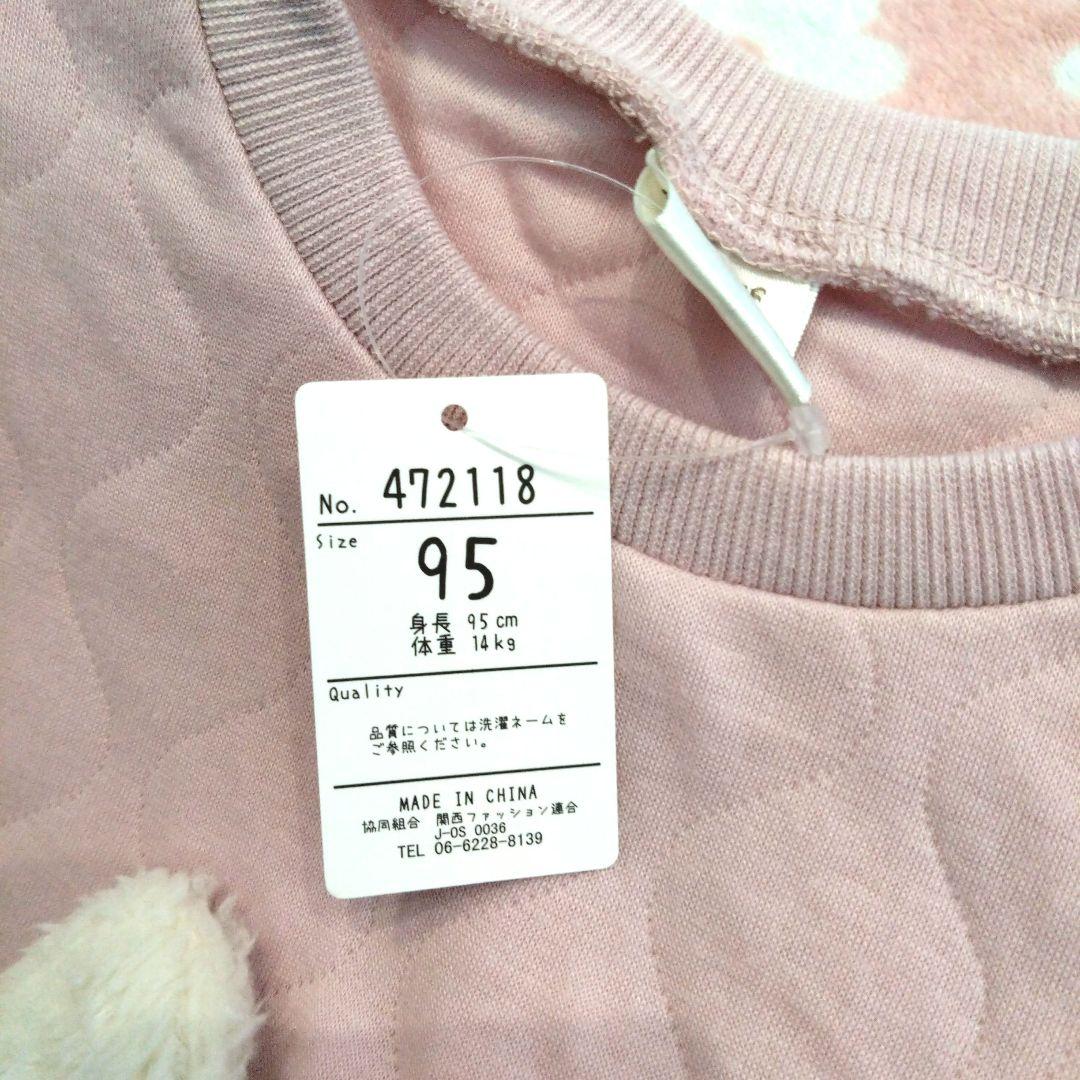 No. 472118
Size
95
身長 95cm
体重 14kg
Quality
品質については洗濯ネームを
ご参照ください。
MADE IN CHINA
協同組合 関西ファッション連合
J-OS 0036
TEL 06-6228-8139